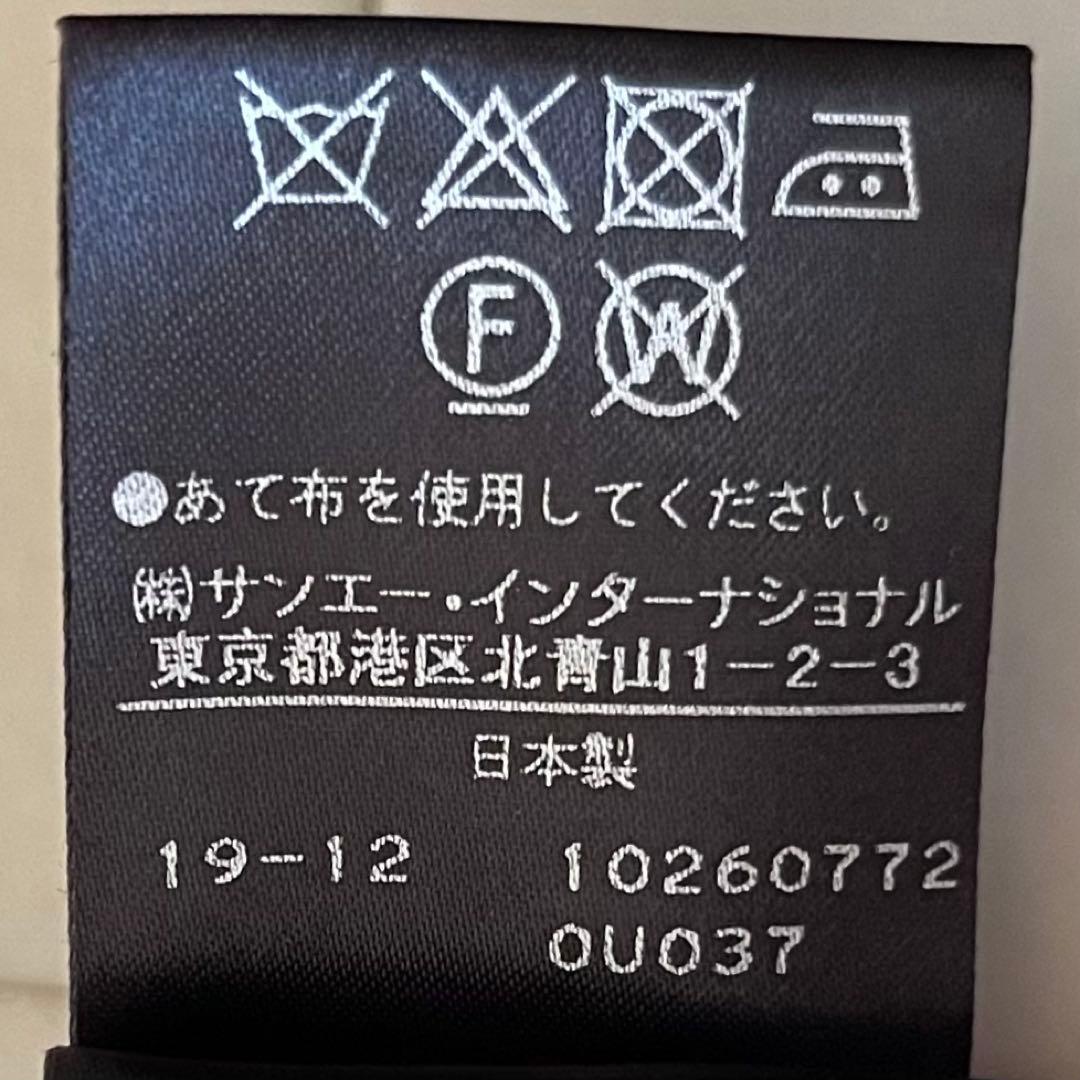 F W
●あて布を使用してください。
㈱サンエー・インターナショナル
東京都港区北青山1-2-3
日本製
19-12 10260772
0U037